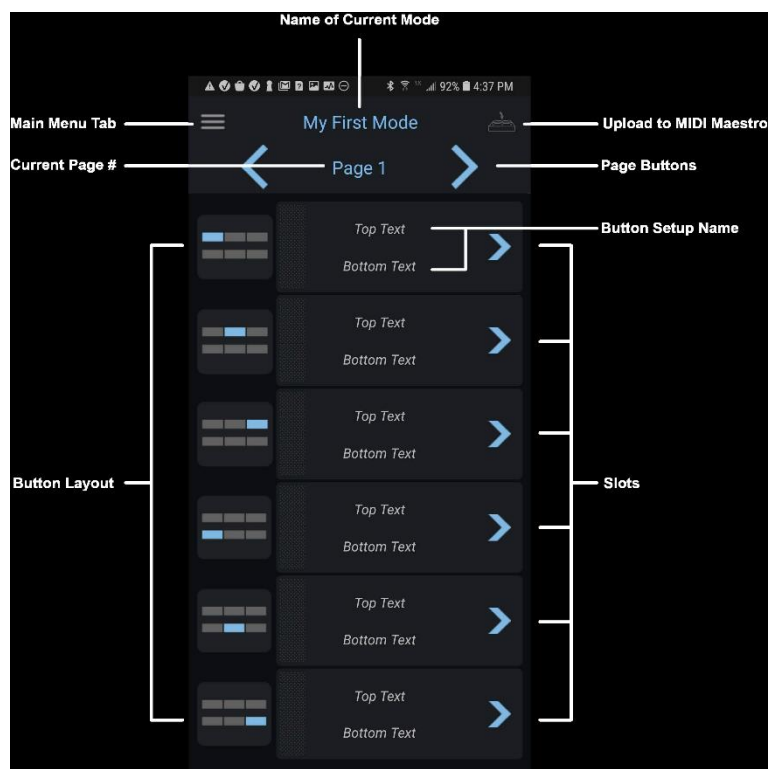 Name of Current Mode
92% 4:37 PM
Main Menu Tab
My First Mode
Upload to MIDI Maestro
Current Page #
Page 1
Page Buttons
Top Text
Button Setup Name
Bottom Text
Top Text
Bottom Text
Top Text
Bottom Text
Button Layout
Slots
Top Text
Bottom Text
Top Text
Bottom Text
Top Text
Bottom Text